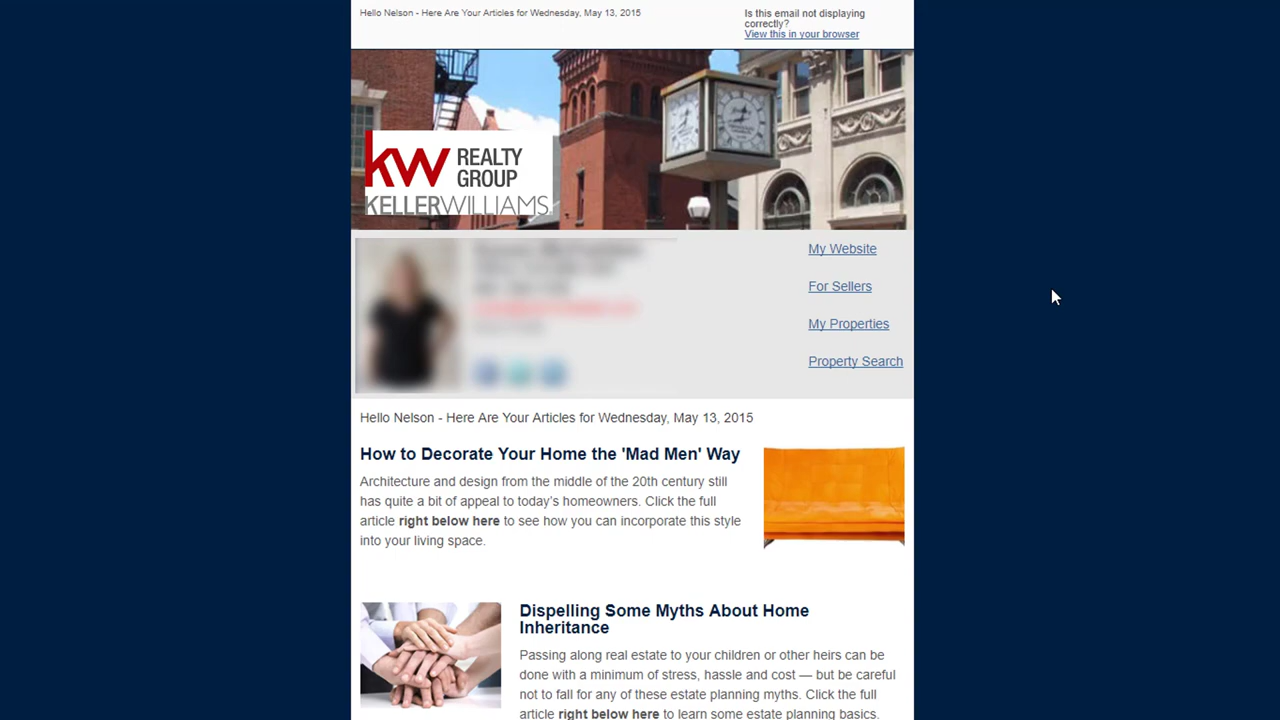 Hello Nelson - Here Are Your Articles for Wednesday, May 13, 2015
Is this email not displaying
correctly?
View this in your browser
kw REALTY
GROUP
KELLERWILLIAMS.
My Website
For Sellers
My Properties
Property Search
Hello Nelson - Here Are Your Articles for Wednesday, May 13, 2015
How to Decorate Your Home the 'Mad Men' Way
Architecture and design from the middle of the 20th century still
has quite a bit of appeal to today’s homeowners. Click the full
article right below here to see how you can incorporate this style
into your living space.
Dispelling Some Myths About Home
Inheritance
Passing along real estate to your children or other heirs can be
done with a minimum of stress, hassle and cost — but be careful
not to fall for any of these estate planning myths. Click the full
article right below here to learn some estate planning basics.